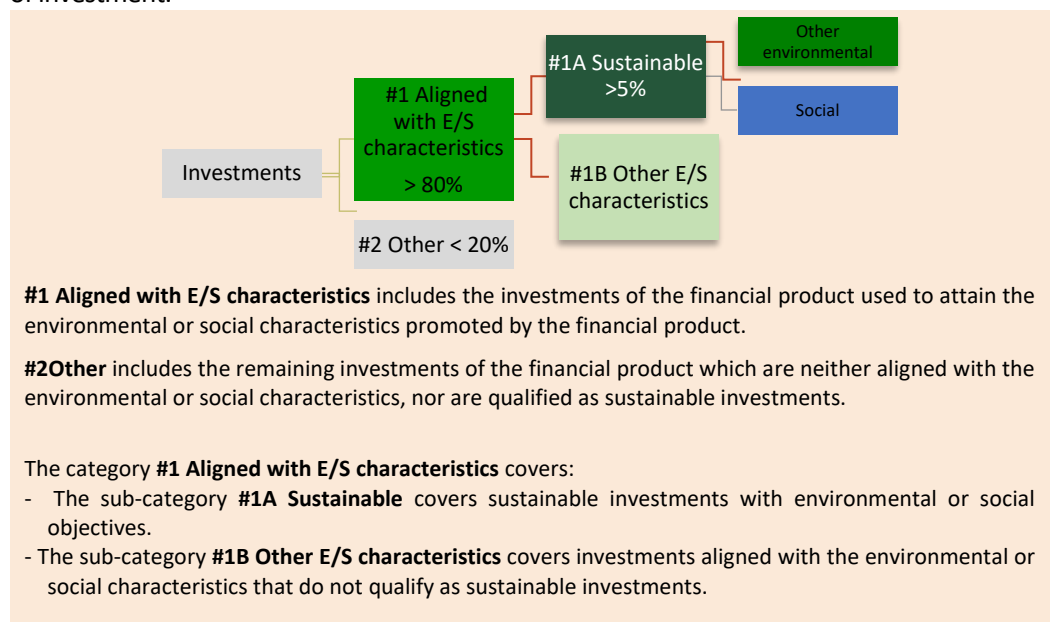 of investment.
Other
environmental
#1A Sustainable
>5%
Social
#1 Aligned
with E/S
characteristics
> 80%
Investments
#1B Other E/S
characteristics
#2 Other < 20%
#1 Aligned with E/S characteristics includes the investments of the financial product used to attain the
environmental or social characteristics promoted by the financial product.
#2Other includes the remaining investments of the financial product which are neither aligned with the
environmental or social characteristics, nor are qualified as sustainable investments.
The category #1 Aligned with E/S characteristics covers:
- The sub-category #1A Sustainable covers sustainable investments with environmental or social
objectives.
- The sub-category #1B Other E/S characteristics covers investments aligned with the environmental or
social characteristics that do not qualify as sustainable investments.